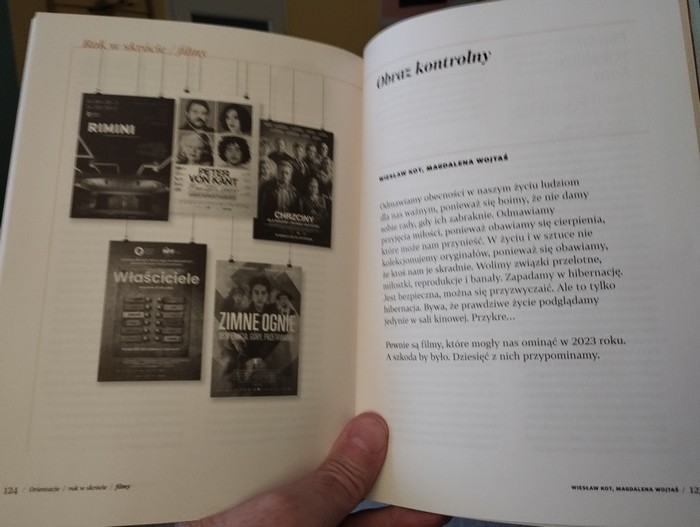 Rok w skrócie / filmy
RIMINI
PETER
VON KANT
CHRZCINY
Właściciele
ZIMNE OGNIE
124 / Orientacje / rok w skrócie / filmy
Obraz kontrolny
WIESŁAW KOT, MAGDALENA WOJTAŚ
Odmawiamy obecności w naszym życiu ludziom
dla nas ważnym, ponieważ się boimy, że nie damy
sobie rady, gdy ich zabraknie. Odmawiamy
przyjęcia miłości, ponieważ obawiamy się cierpienia,
które może nam przynieść. W życiu i w sztuce nie
kolekcjonujemy oryginałów, ponieważ się obawiamy,
że ktoś nam je skradnie. Wolimy związki przelotne,
miłostki, reprodukcje i banały. Zapadamy w hibernację.
Jest bezpieczna, można się przyzwyczaić. Ale to tylko
hibernacja. Bywa, że prawdziwe życie podglądamy
jedynie w sali kinowej. Przykre…
Pewnie są filmy, które mogły nas ominąć w 2023 roku.
A szkoda by było. Dziesięć z nich przypominamy.
WIESŁAW KOT, MAGDALENA WOJTAŚ / 12